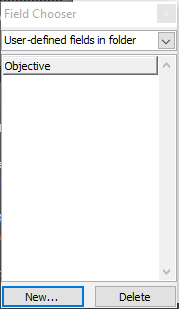 Field Chooser
User-defined fields in folder
Objective
New...
Delete